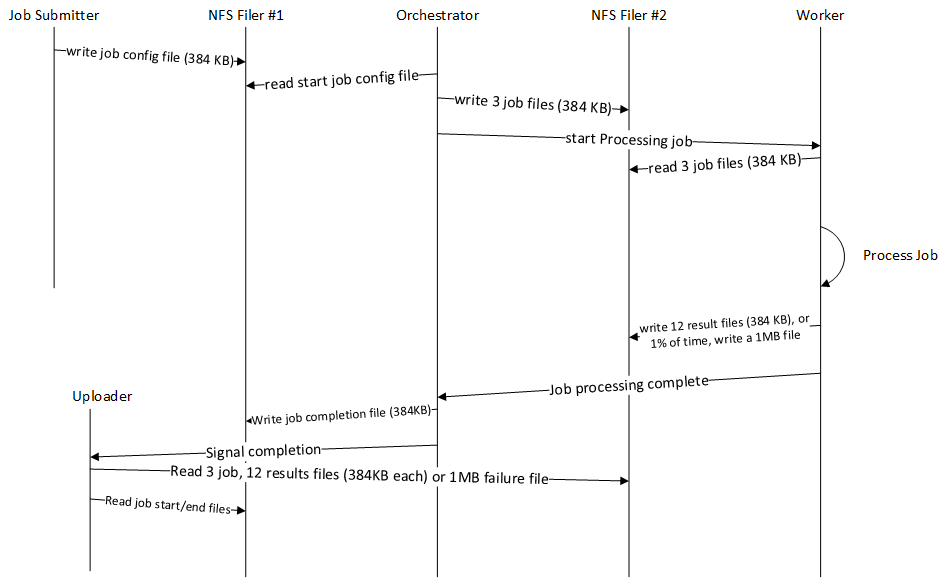 Job Submitter
NFS Filer #1
Orchestrator
NFS Filer #2
Worker
write job config file (384 KB)
read start job config file
write 3 job files (384 KB)
start Processing job
read 3 job files (384 KB)
Process Job
write 12 result files (384 KB), or
1% of time, write a 1MB file
Job processing complete
Uploader
Write job completion file (384KB)
Signal completion
Read 3 job, 12 results files (384KB each) or 1MB failure file
Read job start/end files